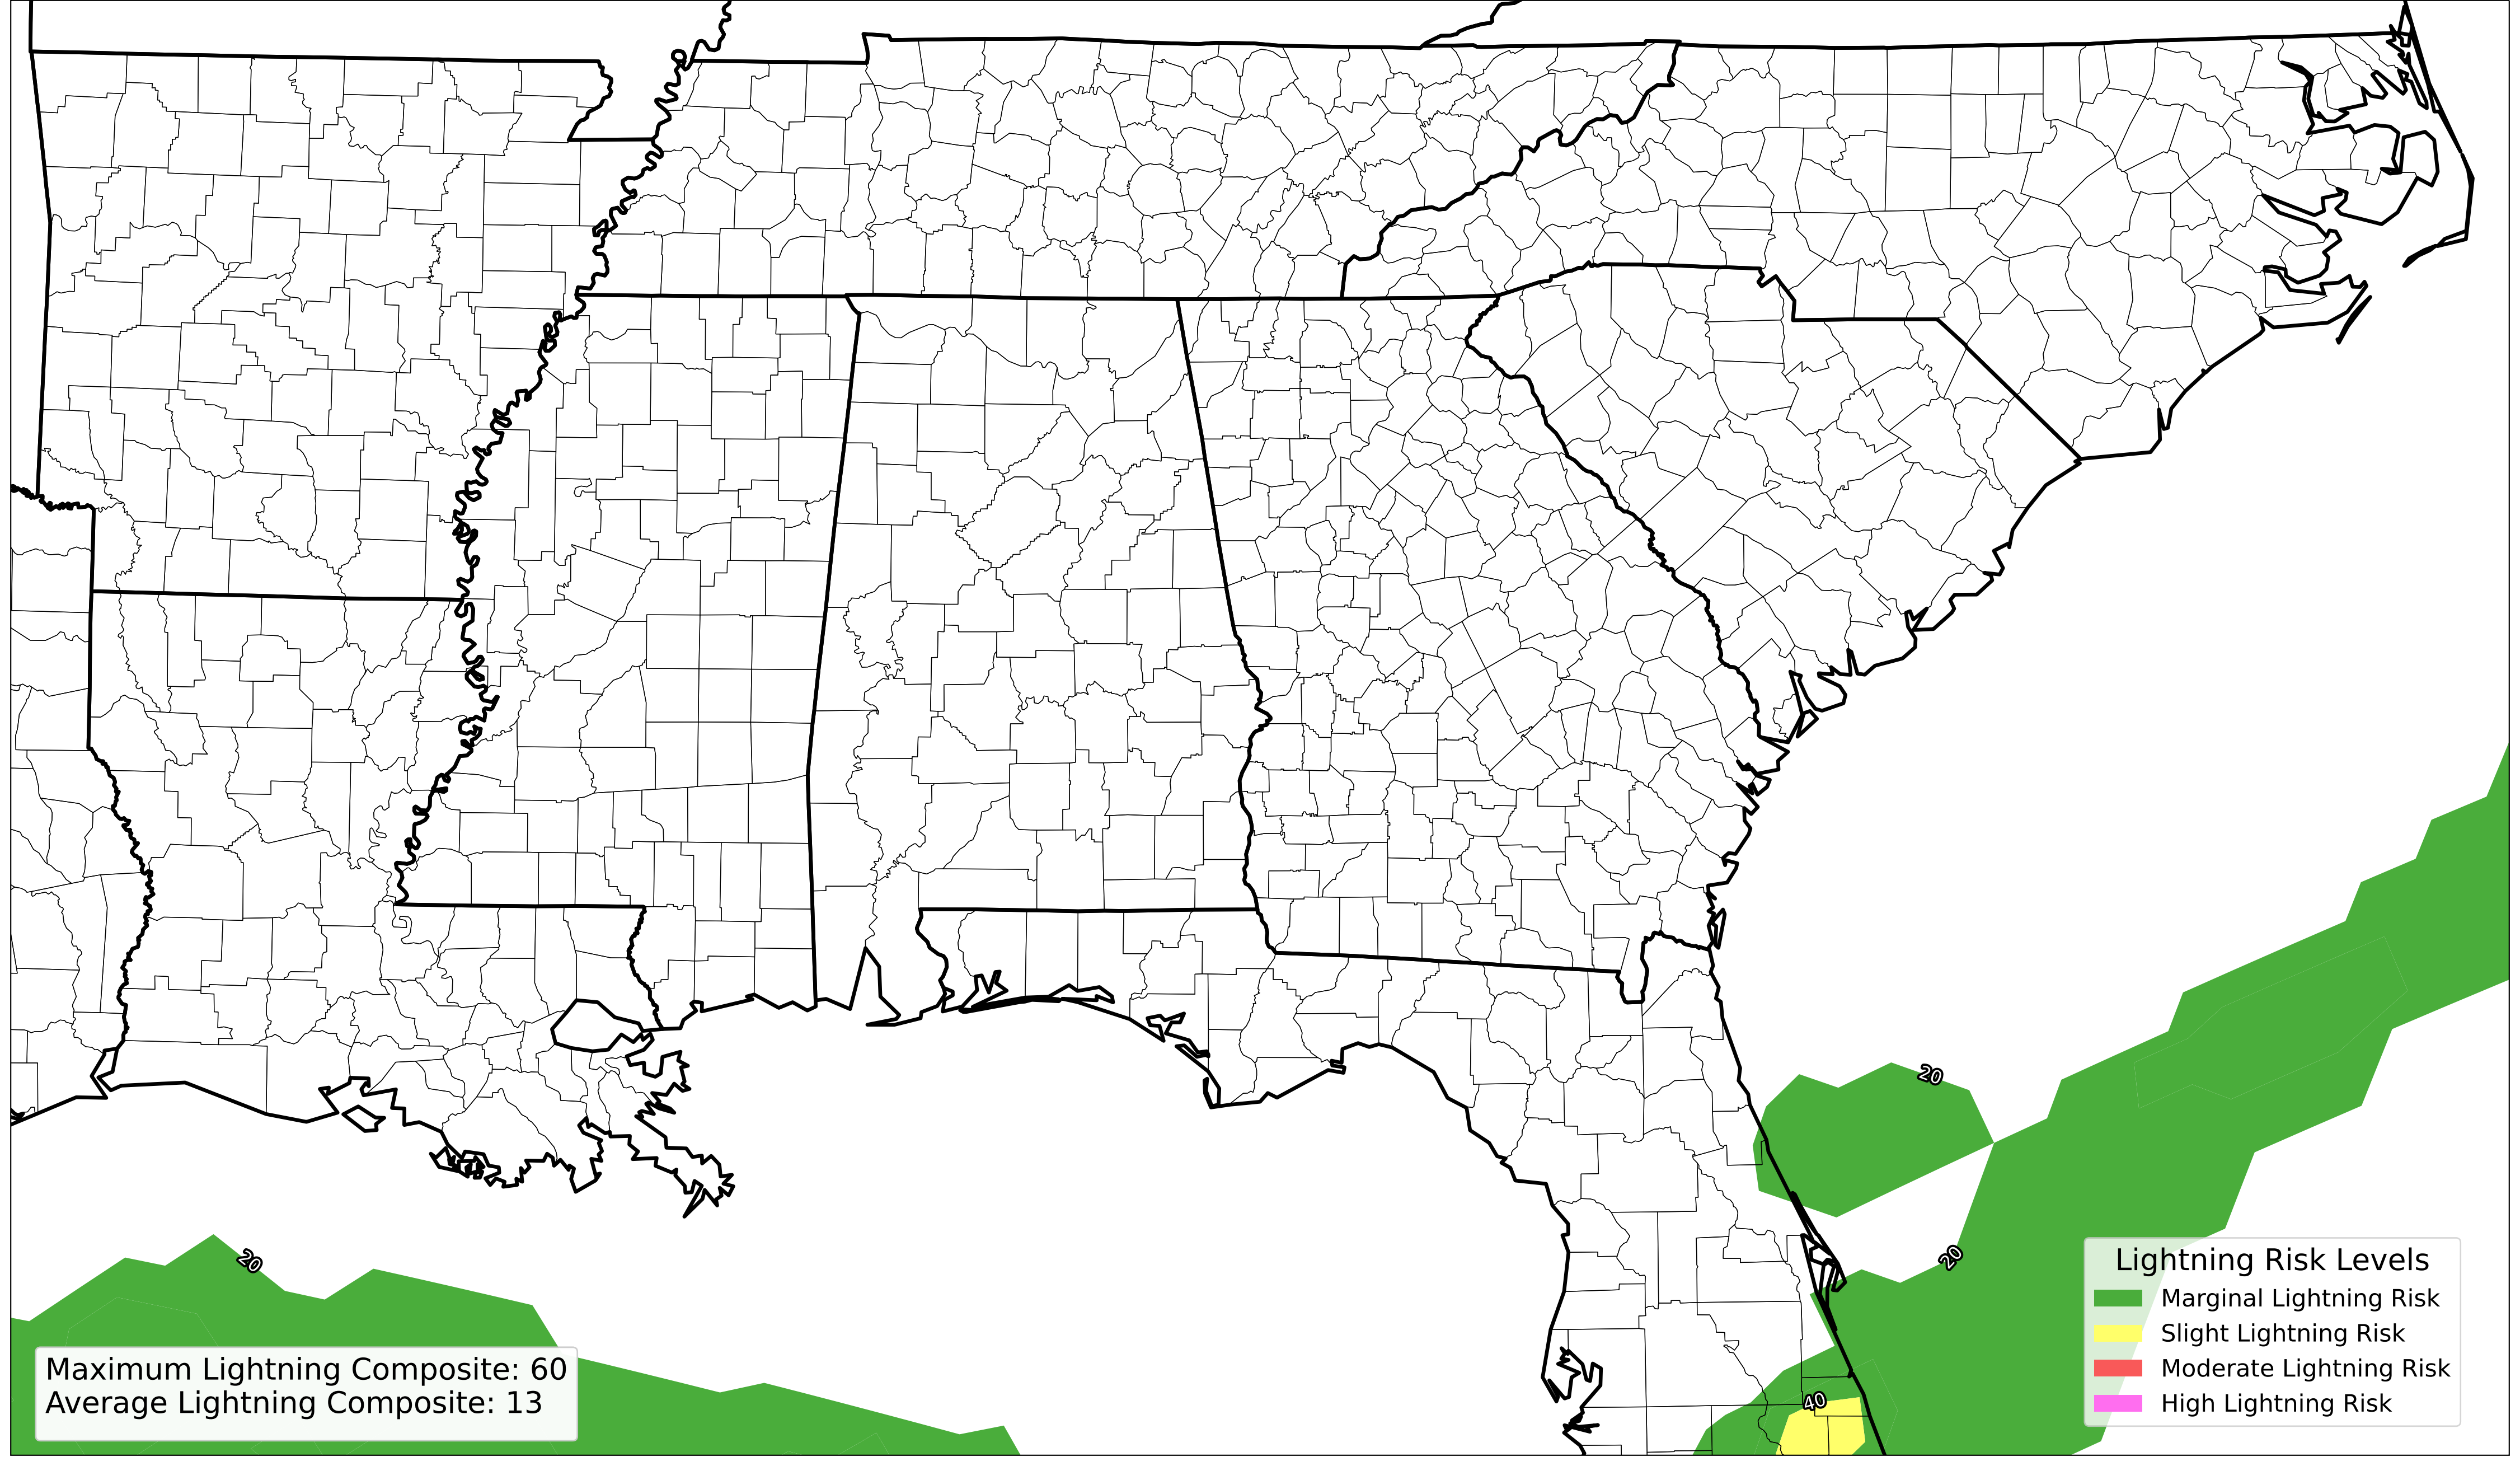 20
20
20
40
Lightning Risk Levels
Marginal Lightning Risk
Slight Lightning Risk
Moderate Lightning Risk
High Lightning Risk
Maximum Lightning Composite: 60
Average Lightning Composite: 13